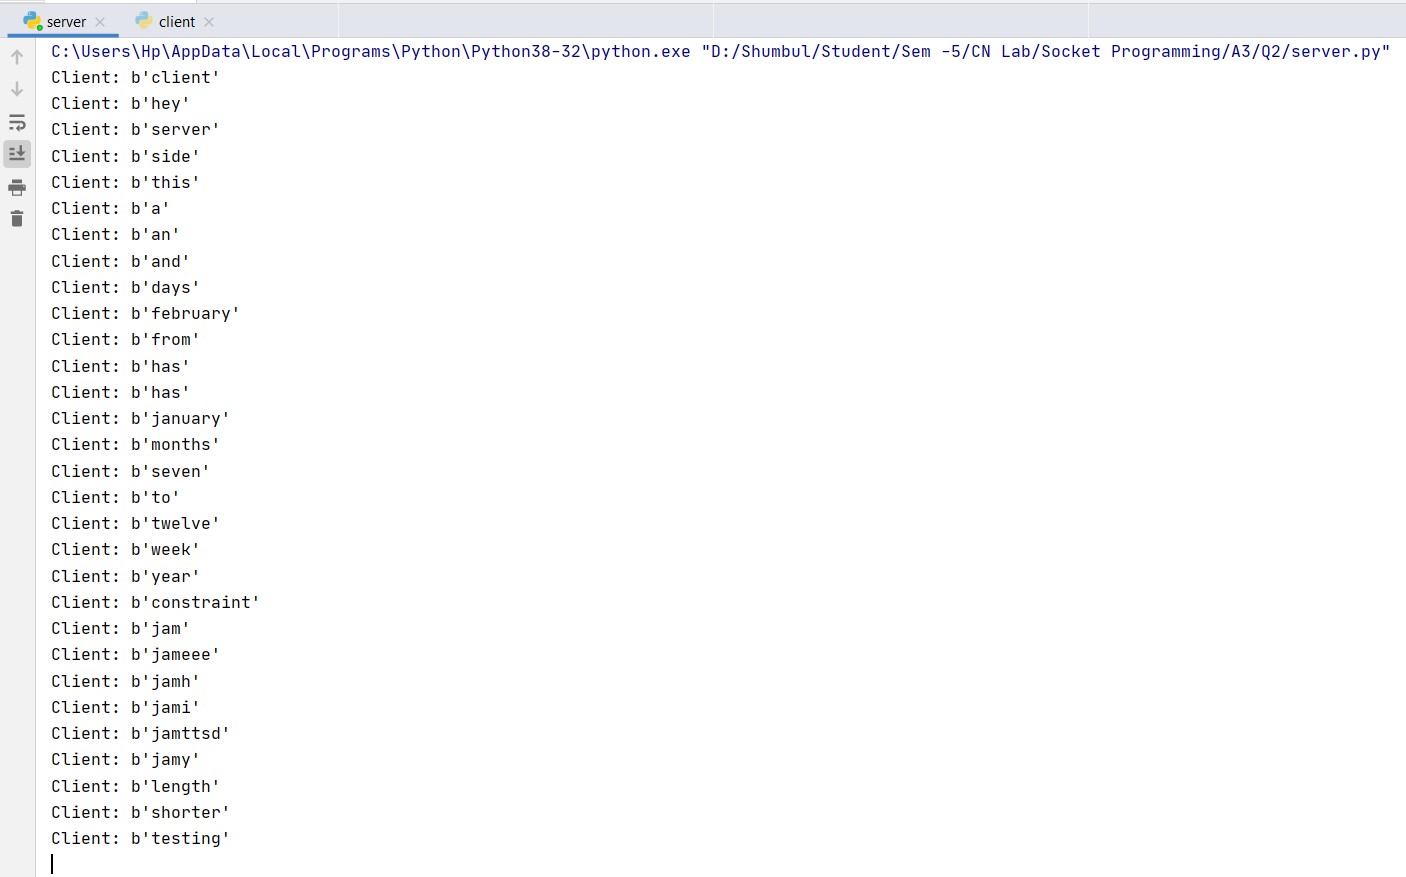 server client
C:\Users\Hp\AppData\Local\Programs\Python\Python38-32\python.exe "D:/Shumbul/Student/Sem -5/CN Lab/Socket Programming/A3/Q2/server.py"
Client: b'client'
Client: b'hey'
Client: b'server'
Client: b'side'
Client: b'this'
Client: b'a'
Client: b'an'
Client: b'and'
Client: b'days'
Client: b'february'
Client: b'from'
Client: b'has'
Client: b'has'
Client: b'january'
Client: b'months'
Client: b'seven'
Client: b'to'
Client: b'twelve'
Client: b'week'
Client: b'year'
Client: b'constraint'
Client: b'jam'
Client: b'jameee'
Client: b'jamh'
Client: b'jami'
Client: b'jamttsd'
Client: b'jamy'
Client: b'length'
Client: b'shorter'
Client: b'testing'